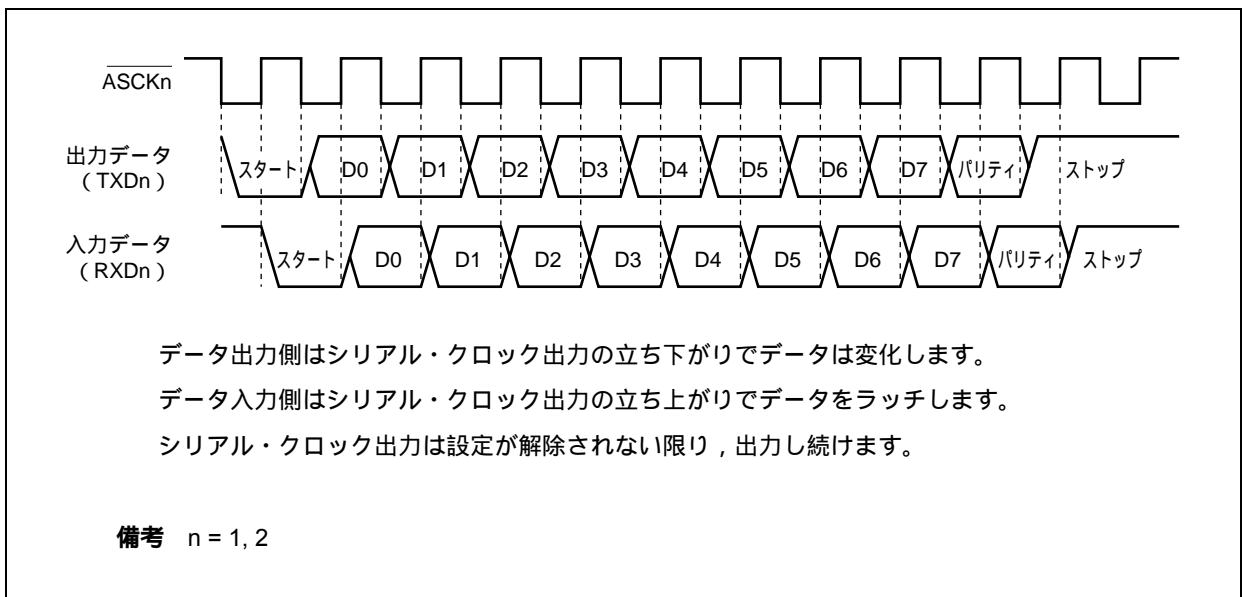 ASCKn
出力データ
（TXDn）
スタート D0 D1 D2 D3 D4 D5 D6 D7 パリティ ストップ
入力データ
（RXDn）
スタート D0 D1 D2 D3 D4 D5 D6 D7 パリティ ストップ
データ出力側はシリアル・クロック出力の立ち下がりでデータは変化します。
データ入力側はシリアル・クロック出力の立ち上がりでデータをラッチします。
シリアル・クロック出力は設定が解除されない限り，出力し続けます。
備考 n = 1, 2